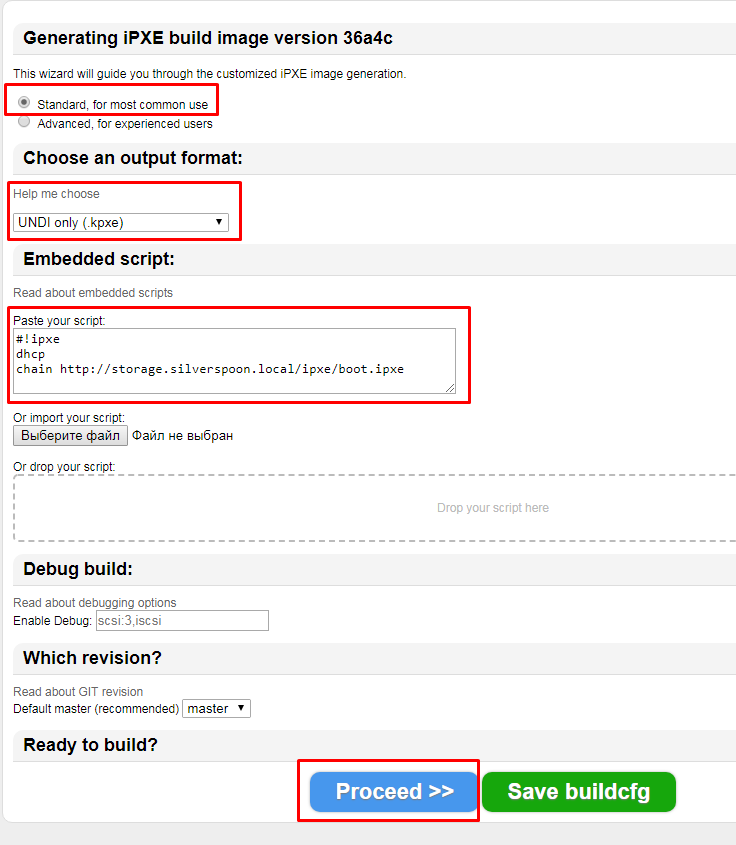 Generating iPXE build image version 36a4c
This wizard will guide you through the customized iPXE image generation.
Standard, for most common use
Advanced, for experienced users
Choose an output format:
Help me choose
UNDI only (.kpxe)
Embedded script:
Read about embedded scripts
Paste your script:
#!ipxe
dhcp
chain http://storage.silverspoon.local/ipxe/boot.ipxe
Or import your script:
Выберите файл Файл не выбран
Or drop your script:
Drop your script here
Debug build:
Read about debugging options
Enable Debug: scsi:3,iscsi
Which revision?
Read about GIT revision
Default master (recommended) master
Ready to build?
Proceed >> Save buildcfg